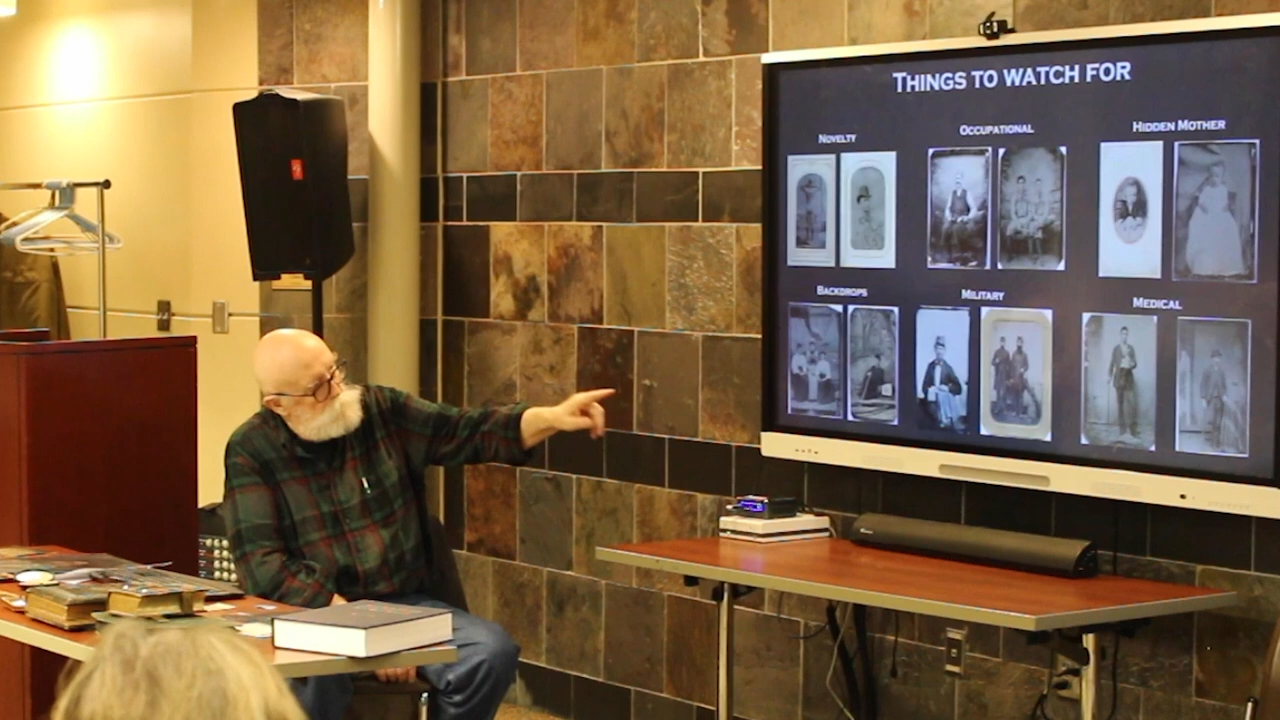 THINGS TO WATCH FOR
NOVELTY
OCCUPATIONAL
HIDDEN MOTHER
BACKDROPS
MILITARY
MEDICAL